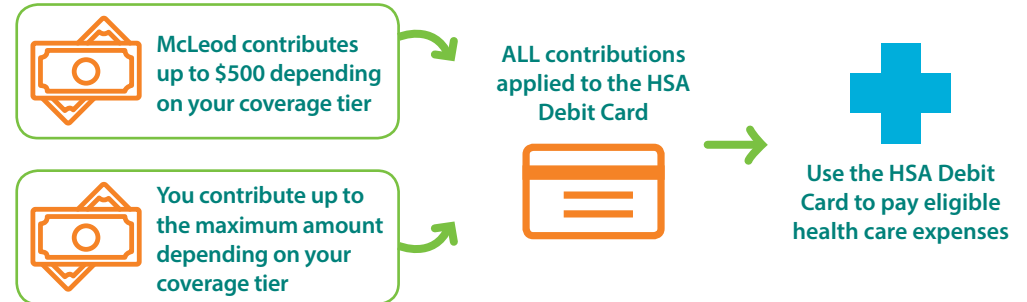 McLeod contributes
up to $500 depending
on your coverage tier
You contribute up to
the maximum amount
depending on your
coverage tier
ALL contributions
applied to the HSA
Debit Card
Use the HSA Debit
Card to pay eligible
health care expenses